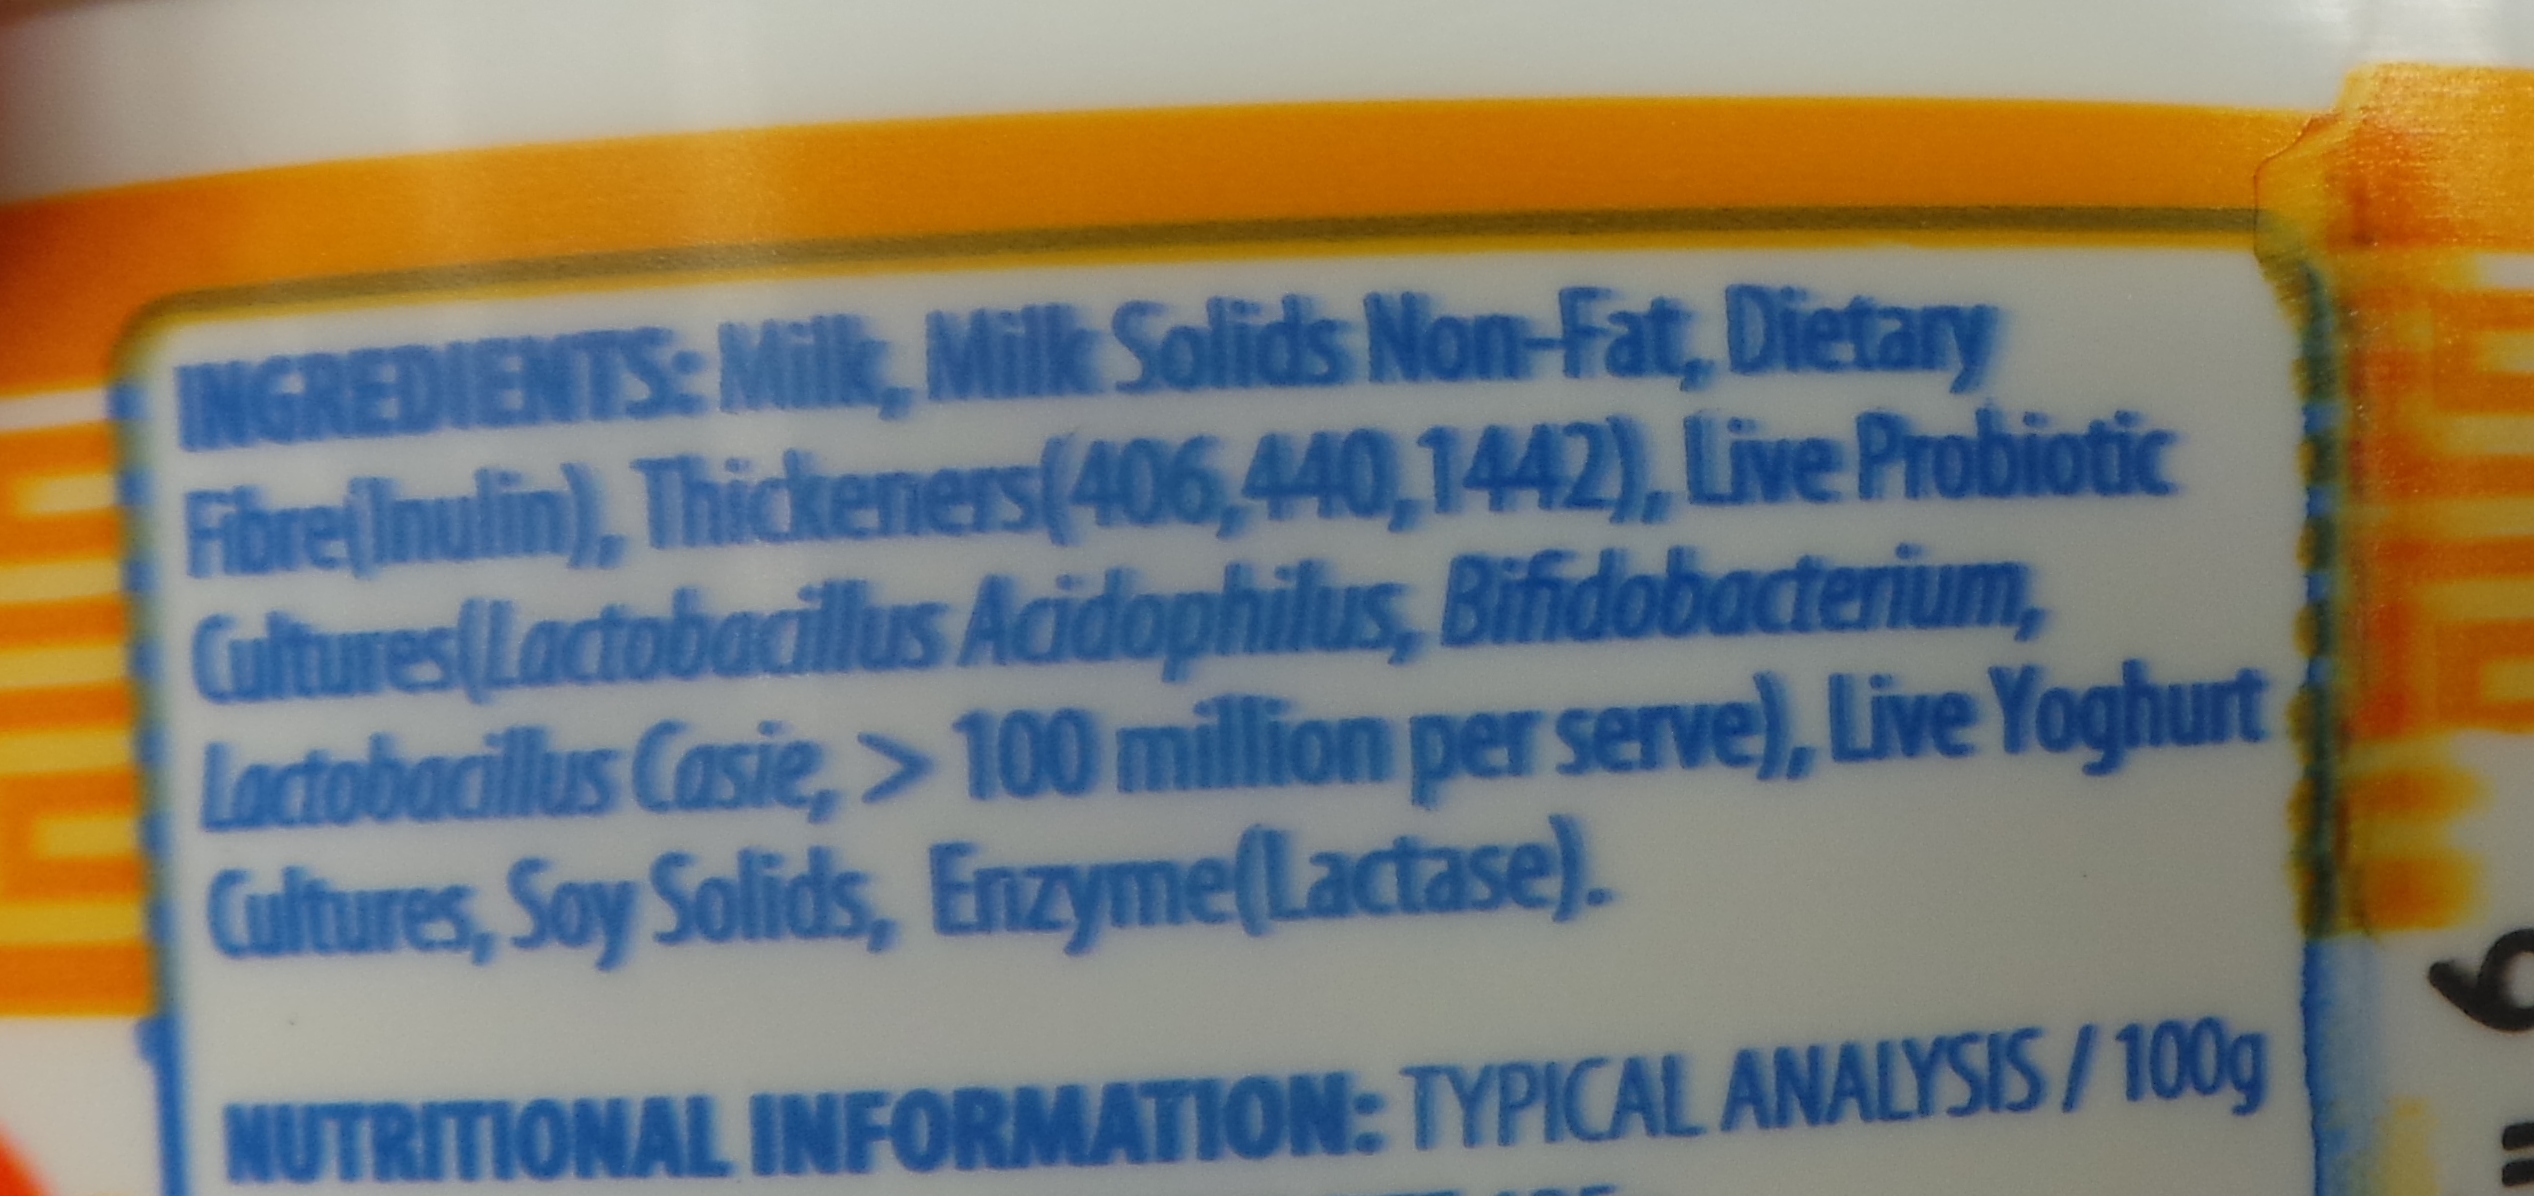 INGREDIENTS: Milk, Milk Solids Non-Fat, Dietary
Fibre(Inulin), Thickeners(406,440,1442), Live Probiotic
Cultures(Lactobacillus Acidophilus, Bifidobacterium,
Lactobacillus Casie, > 100 million per serve), Live Yoghurt
Cultures, Soy Solids, Enzyme(Lactase).
NUTRITIONAL INFORMATION: TYPICAL ANALYSIS / 100g